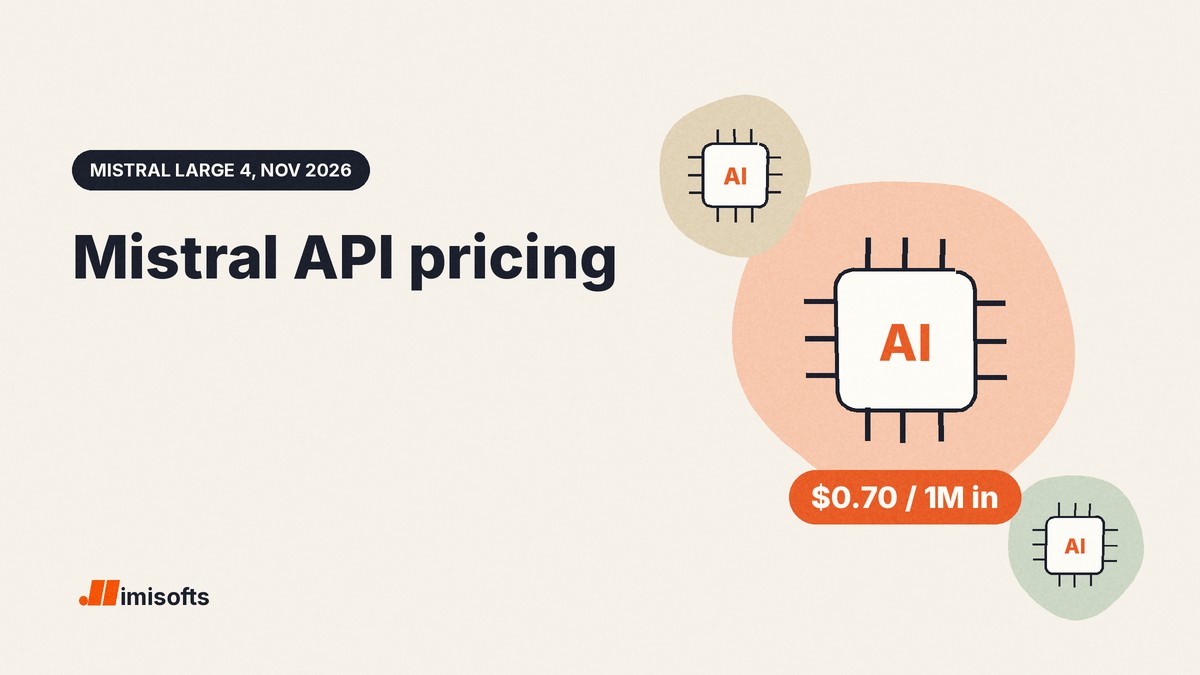 MISTRAL LARGE 4, NOV 2026
Mistral API pricing
AI
AI
$0.70 / 1M in
AI
imisofts